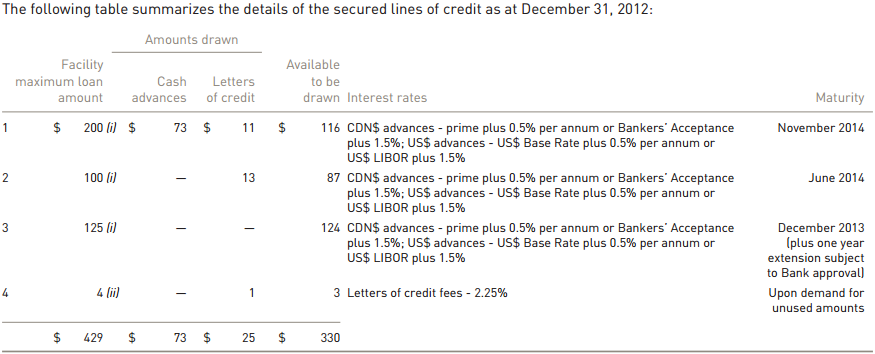 The following table summarizes the details of the secured lines of credit as at December 31, 2012:
Amounts drawn
Facility Available
maximum loan Cash Letters to be
amount advances of credit drawn Interest rates Maturity
1 $ 200 (i) $ 73 $ 11 $ 116 CDN$ advances - prime plus 0.5% per annum or Bankers' Acceptance November 2014
plus 1.5%; US$ advances - US$ Base Rate plus 0.5% per annum or
US$ LIBOR plus 1.5%
2 100 (i) — 13 87 CDN$ advances - prime plus 0.5% per annum or Bankers' Acceptance June 2014
plus 1.5%; US$ advances - US$ Base Rate plus 0.5% per annum or
US$ LIBOR plus 1.5%
3 125 (i) — — 124 CDN$ advances - prime plus 0.5% per annum or Bankers' Acceptance December 2013
plus 1.5%; US$ advances - US$ Base Rate plus 0.5% per annum or (plus one year
US$ LIBOR plus 1.5% extension subject
to Bank approval)
4 4 (ii) — 1 3 Letters of credit fees - 2.25% Upon demand for
unused amounts
$ 429 $ 73 $ 25 $ 330